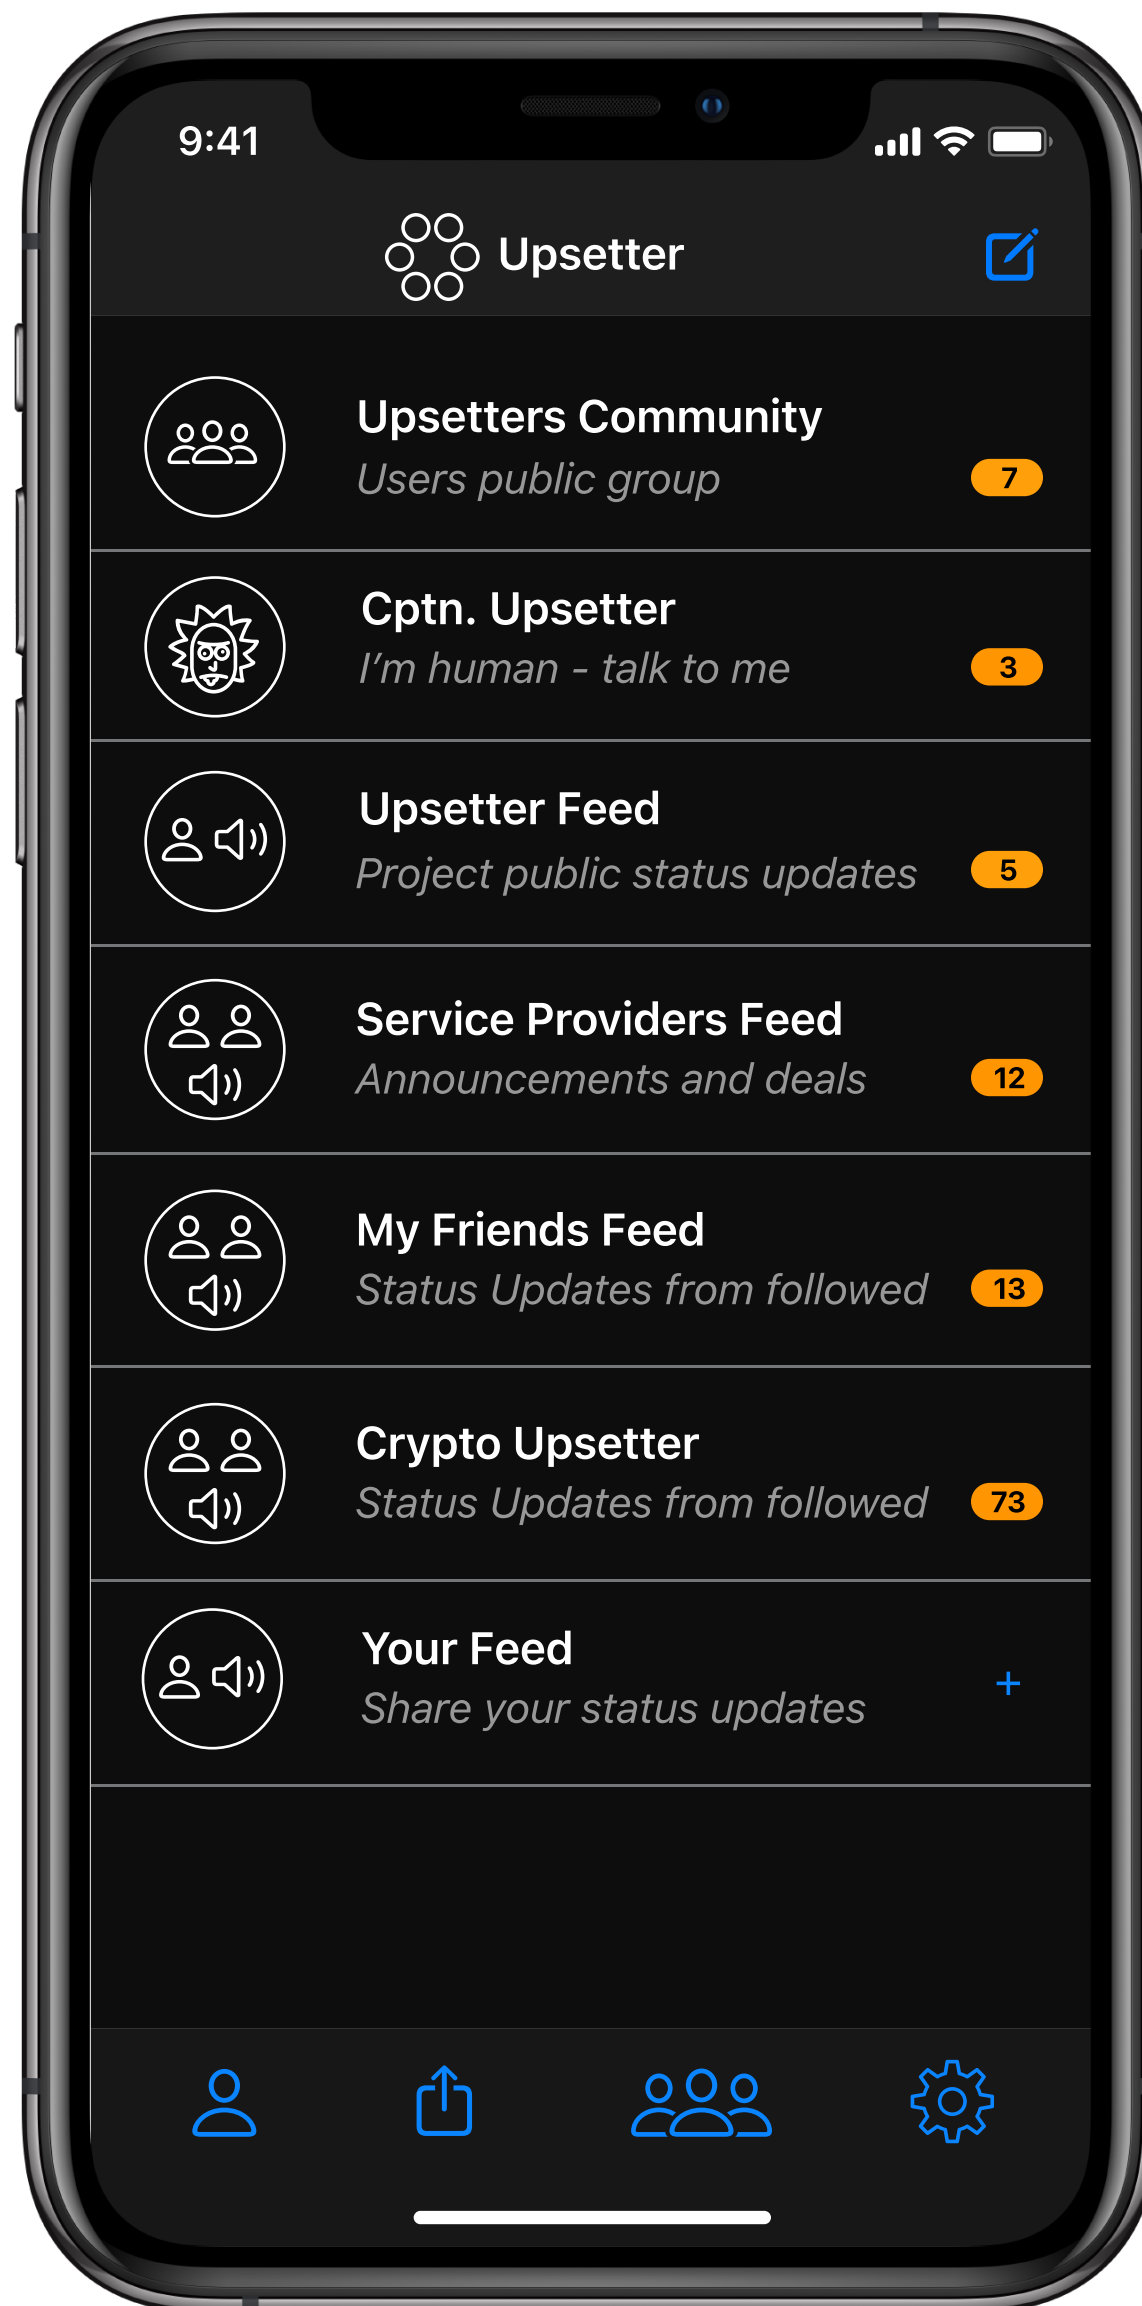 9:41
Upsetter
Upsetters Community
Users public group
7
Cptn. Upsetter
I'm human - talk to me
3
Upsetter Feed
Project public status updates
5
Service Providers Feed
Announcements and deals
12
My Friends Feed
Status Updates from followed
13
Crypto Upsetter
Status Updates from followed
73
Your Feed
Share your status updates
+